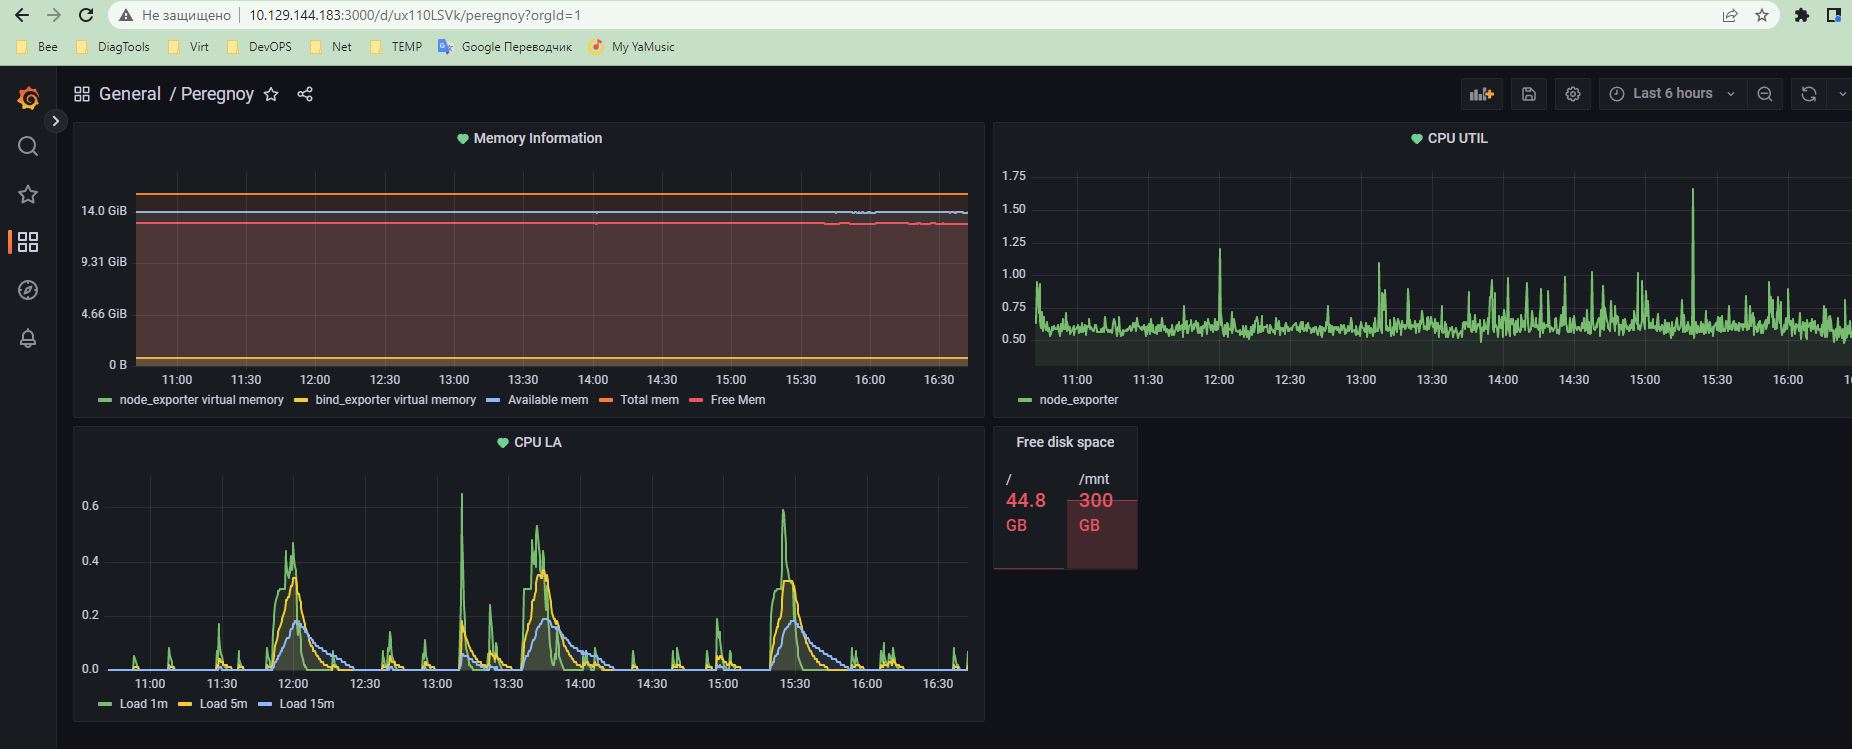 Не защищено | 10.129.144.183:3000/d/ux110LSVk/peregnoy?orgId=1
Bee DiagTools Virt DevOPS Net TEMP Google Переводчик My YaMusic
General / Peregnoy Last 6 hours
Memory Information
14.0 GiB
9.31 GiB
4.66 GiB
0 B
11:00 11:30 12:00 12:30 13:00 13:30 14:00 14:30 15:00 15:30 16:00 16:30
node_exporter virtual memory bind_exporter virtual memory Available mem Total mem Free Mem
CPU UTIL
1.75
1.50
1.25
1.00
0.75
0.50
11:00 11:30 12:00 12:30 13:00 13:30 14:00 14:30 15:00 15:30 16:00
node_exporter
CPU LA
0.6
0.4
0.2
0.0
11:00 11:30 12:00 12:30 13:00 13:30 14:00 14:30 15:00 15:30 16:00 16:30
Load 1m Load 5m Load 15m
Free disk space
/ /mnt
44.8 300
GB GB